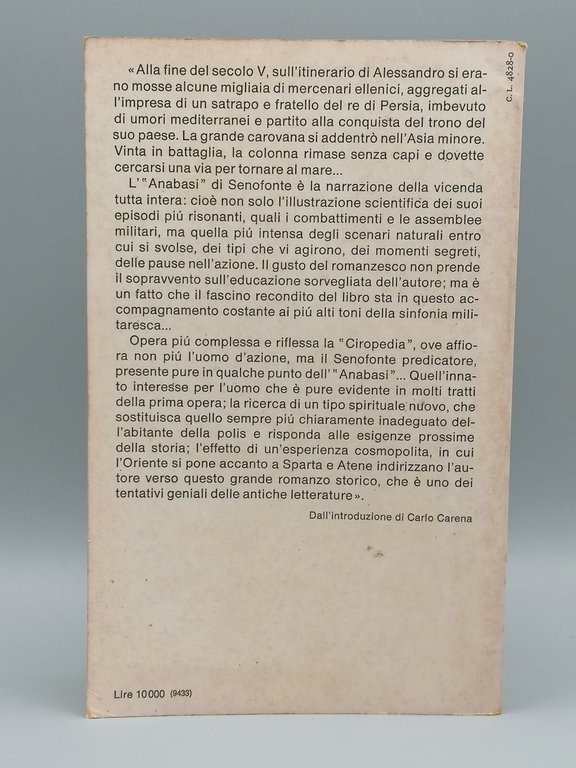 «Alla fine del secolo V, sull'itinerario di Alessandro si era-
no mosse alcune migliaia di mercenari ellenici, aggregati al-
l'impresa di un satrapo e fratello del re di Persia, imbevuto
di umori mediterranei e partito alla conquista del trono del
suo paese. La grande carovana si addentrò nell'Asia minore.
Vinta in battaglia, la colonna rimase senza capi e dovette
cercarsi una via per tornare al mare...
L'"Anabasi" di Senofonte è la narrazione della vicenda
tutta intera: cioè non solo l'illustrazione scientifica dei suoi
episodi piú risonanti, quali i combattimenti e le assemblee
militari, ma quella piú intensa degli scenari naturali entro
cui si svolse, dei tipi che vi agirono, dei momenti segreti,
delle pause nell'azione. Il gusto del romanzesco non prende
il sopravvento sull'educazione sorvegliata dell'autore; ma è
un fatto che il fascino recondito del libro sta in questo ac-
compagnamento costante ai piú alti toni della sinfonia mili-
taresca...
Opera piú complessa e riflessa la "Ciropedia", ove affio-
ra non piú l'uomo d'azione, ma il Senofonte predicatore,
presente pure in qualche punto dell'"Anabasi"... Quell'inna-
to interesse per l'uomo che è pure evidente in molti tratti
della prima opera; la ricerca di un tipo spirituale nuovo, che
sostituisca quello sempre piú chiaramente inadeguato del-
l'abitante della polis e risponda alle esigenze prossime
della storia; l'effetto di un'esperienza cosmopolita, in cui
l'Oriente si pone accanto a Sparta e Atene indirizzano l'au-
tore verso questo grande romanzo storico, che è uno dei
tentativi geniali delle antiche letterature».
Dall'introduzione di Carlo Carena
Lire 10000 (9433)
C. L. 4828-0